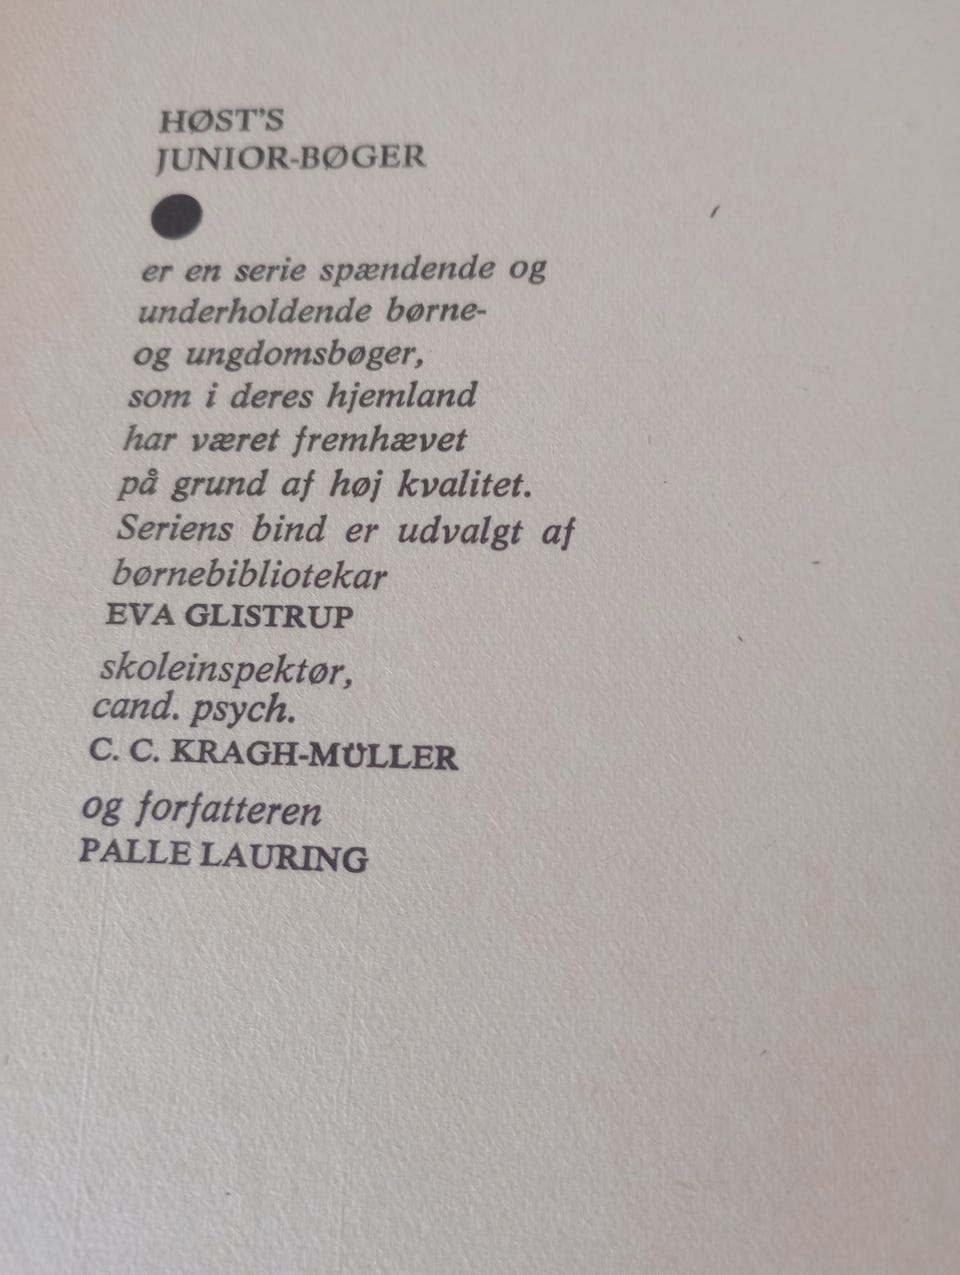 HØST'S
JUNIOR-BØGER
er en serie spændende og
underholdende børne-
og ungdomsbøger,
som i deres hjemland
har været fremhævet
på grund af høj kvalitet.
Seriens bind er udvalgt af
børnebibliotekar
EVA GLISTRUP
skoleinspektør,
cand. psych.
C. C. KRAGH-MÜLLER
og forfatteren
PALLE LAURING